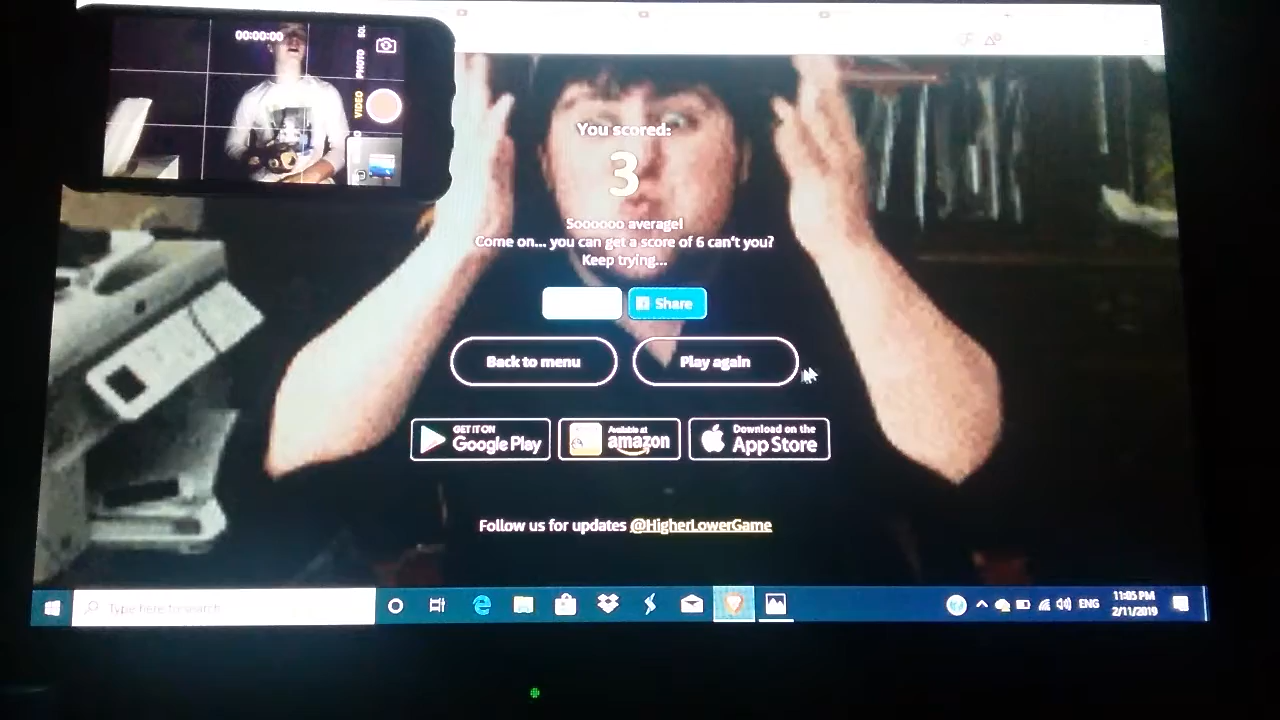 00:00:00
PHOTO
VIDEO
You scored:
3
Soooooo average!
Come on... you can get a score of 6 can't you?
Keep trying...
Share
Back to menu
Play again
GET IT ON
Google Play
Available at
amazon
Download on the
App Store
Follow us for updates @HigherLowerGame
Type here to search
ENG
11:05 PM
2/11/2019